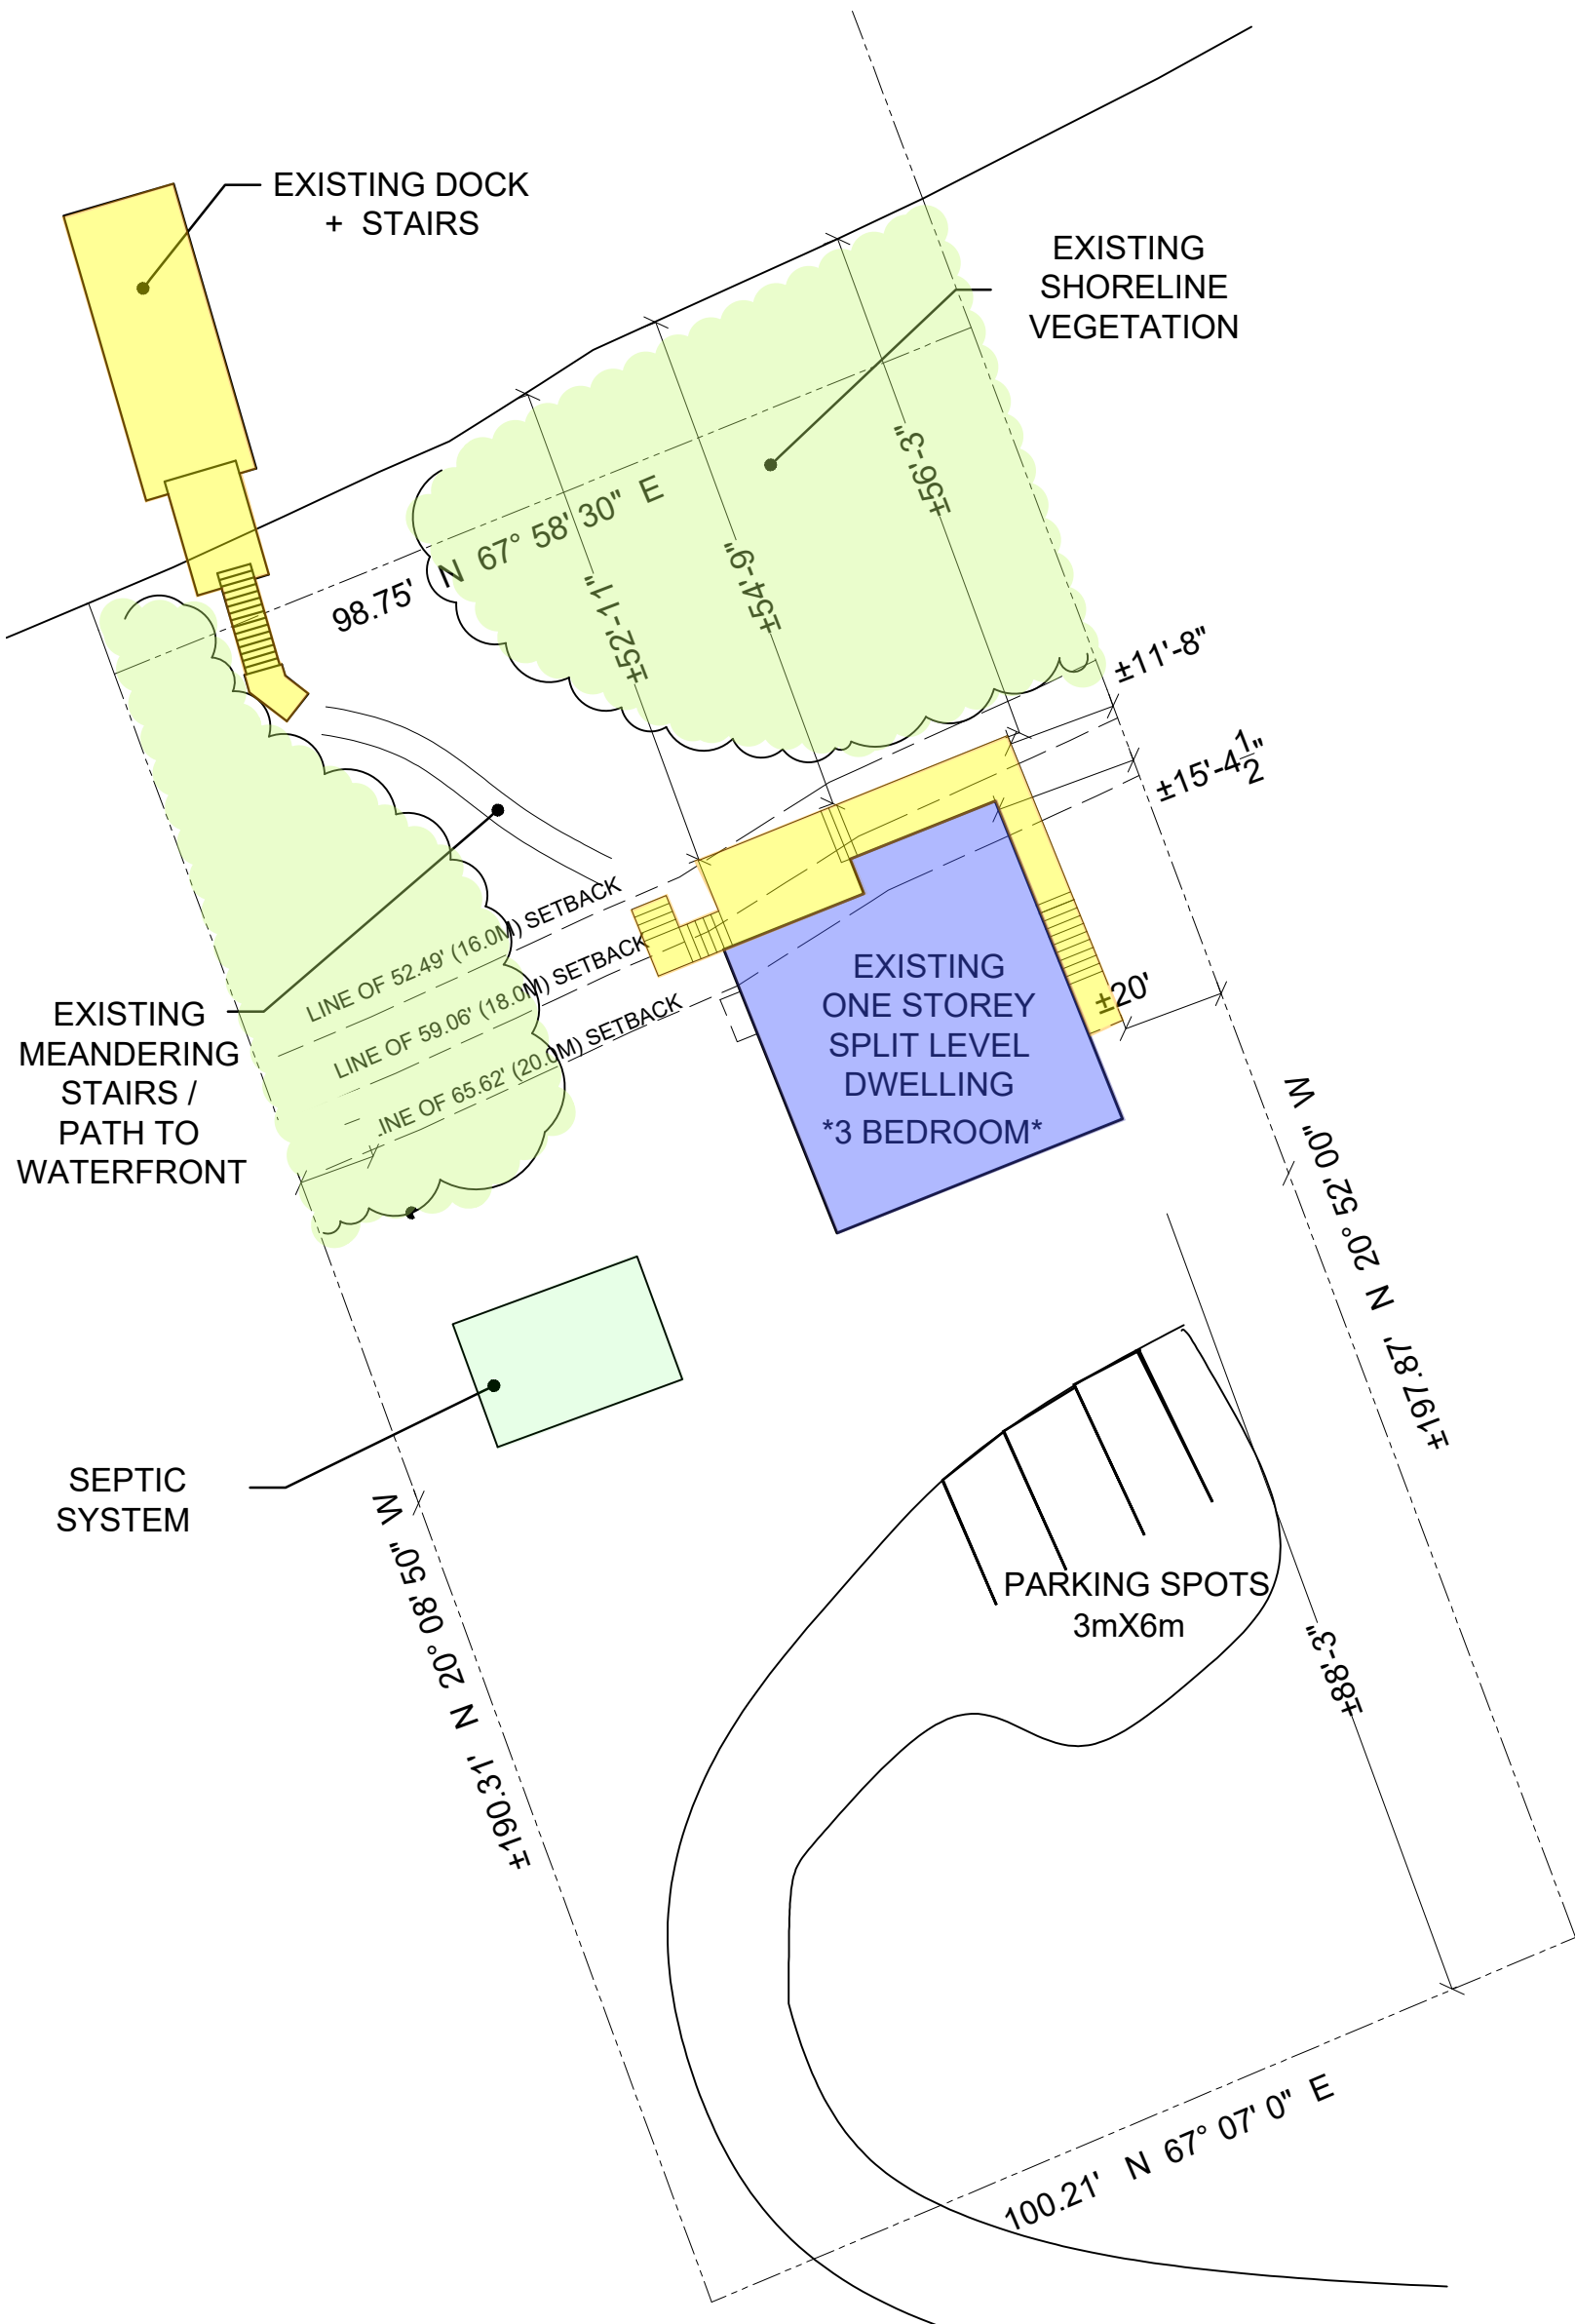 EXISTING DOCK
+ STAIRS
EXISTING
SHORELINE
VEGETATION
98.75' N 67° 58' 30" E
±52'-11"
±54'-9"
±56'-3"
±11'-8"
±15'-4 1/2"
LINE OF 52.49' (16.0M) SETBACK
LINE OF 59.06' (18.0M) SETBACK
INE OF 65.62' (20.0M) SETBACK
EXISTING
ONE STOREY
SPLIT LEVEL
DWELLING
*3 BEDROOM*
±20'
EXISTING
MEANDERING
STAIRS /
PATH TO
WATERFRONT
±197.87' N 20° 52' 00" W
SEPTIC
SYSTEM
±190.31' N 20° 08' 50" W
PARKING SPOTS
3mX6m
±88'-3"
100.21' N 67° 07' 0" E